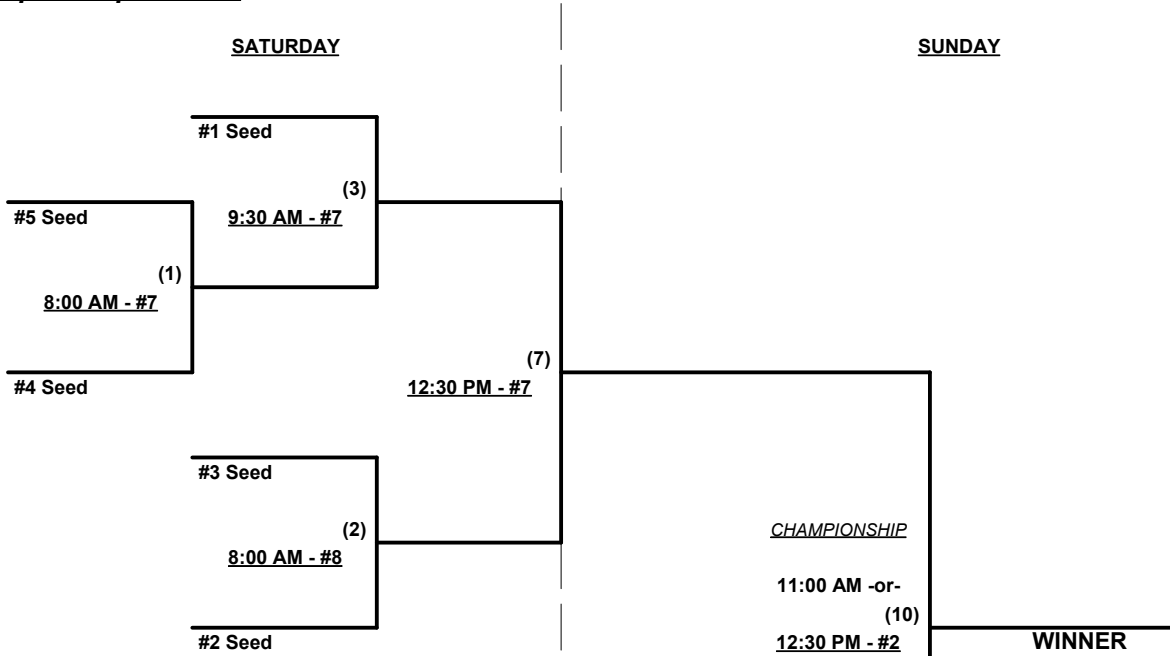 SATURDAY
SUNDAY
#1 Seed
(3)
#5 Seed
9:30 AM - #7
(1)
8:00 AM - #7
(7)
#4 Seed
12:30 PM - #7
#3 Seed
(2)
CHAMPIONSHIP
8:00 AM - #8
11:00 AM -or-
(10)
#2 Seed
12:30 PM - #2
WINNER